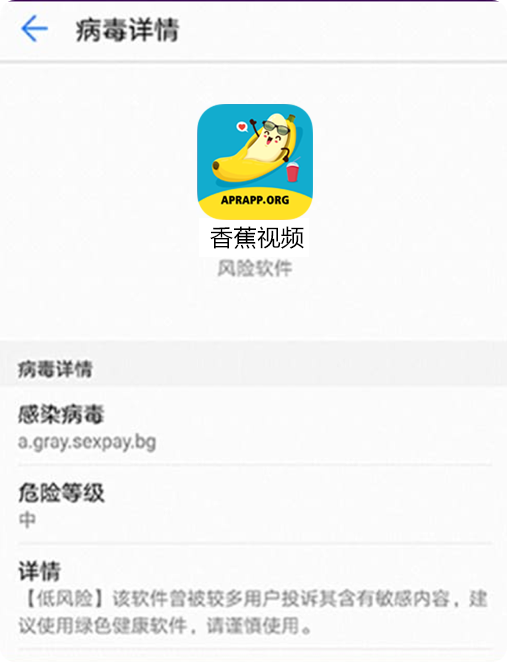 病毒详情
APRAPP.ORG
香蕉视频
风险软件
病毒详情
感染病毒
a.gray.sexpay.bg
危险等级
中
详情
【低风险】该软件曾被较多用户投诉其含有敏感内容，建
议使用绿色健康软件，请谨慎使用。